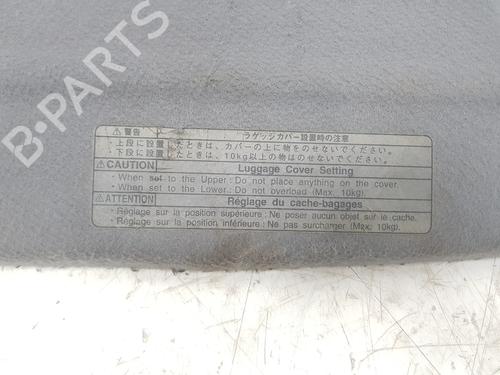 B-PARTS
⚠警告 ラゲッジカバー設置時の注意
・上段に設置したときは、カバーの上に物をのせないでください。
・下段に設置したときは、10kg以上の物はのせないでください。
⚠CAUTION Luggage Cover Setting
・When set to the Upper: Do not place anything on the cover.
・When set to the Lower: Do not overload (Max. 10kg).
⚠ATTENTION Réglage du cache-bagages
・Réglage sur la position supérieure: Ne poser aucun objet sur le cache.
・Réglage sur la position inférieure: Ne pas surcharger (Max. 10kg).